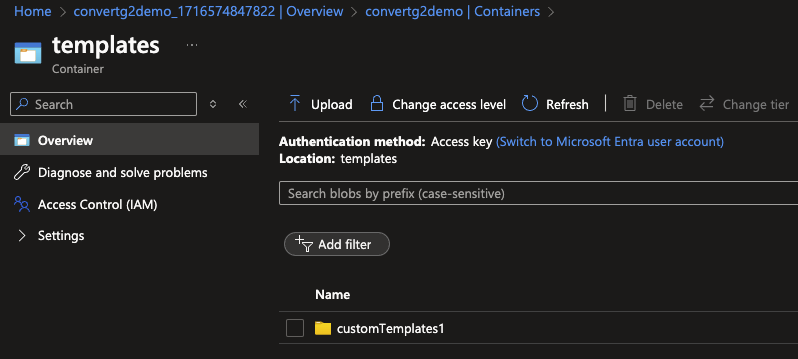 Home > convertg2demo_1716574847822 | Overview > convertg2demo | Containers >
templates ...
Container
Search
Overview
Diagnose and solve problems
Access Control (IAM)
Settings
Upload Change access level Refresh Delete Change tier
Authentication method: Access key (Switch to Microsoft Entra user account)
Location: templates
Search blobs by prefix (case-sensitive)
Add filter
Name
customTemplates1